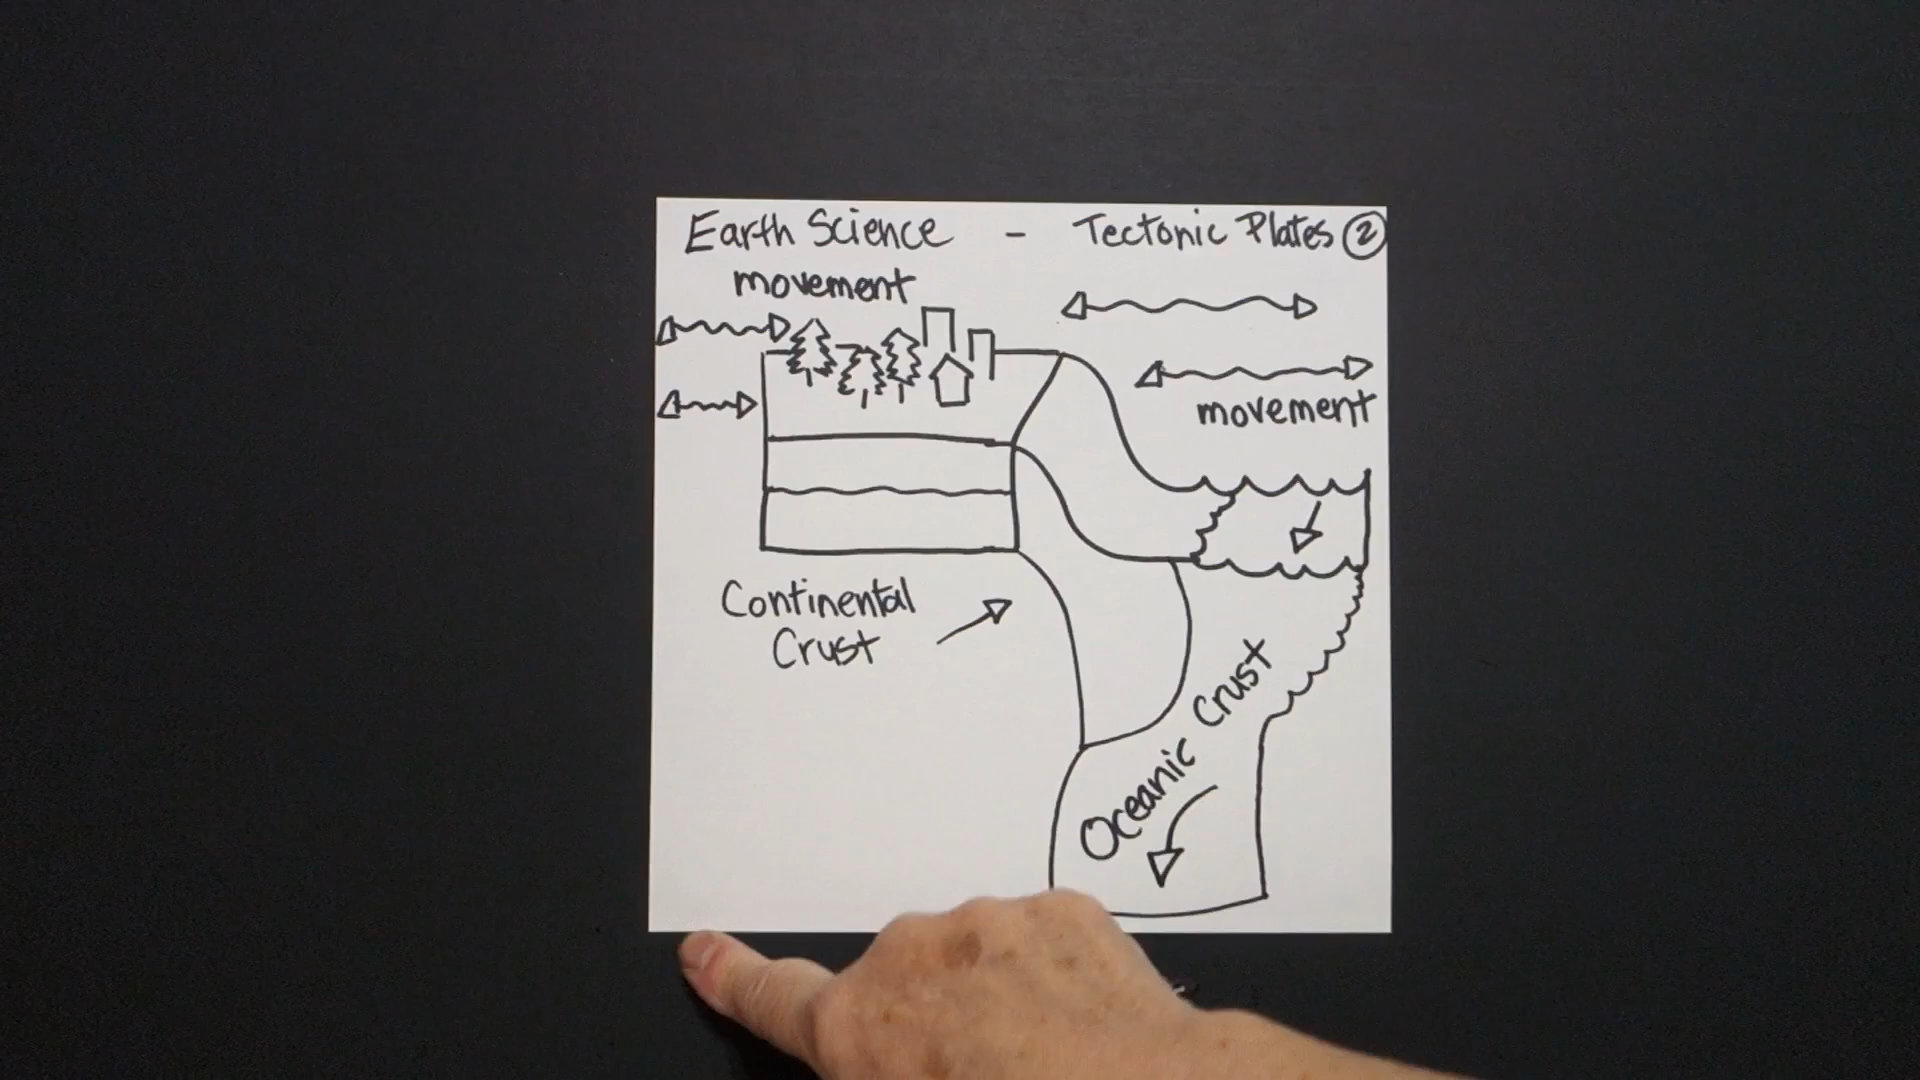 Earth Science - Tectonic Plates ②
movement
movement
Continental
Crust
Oceanic Crust